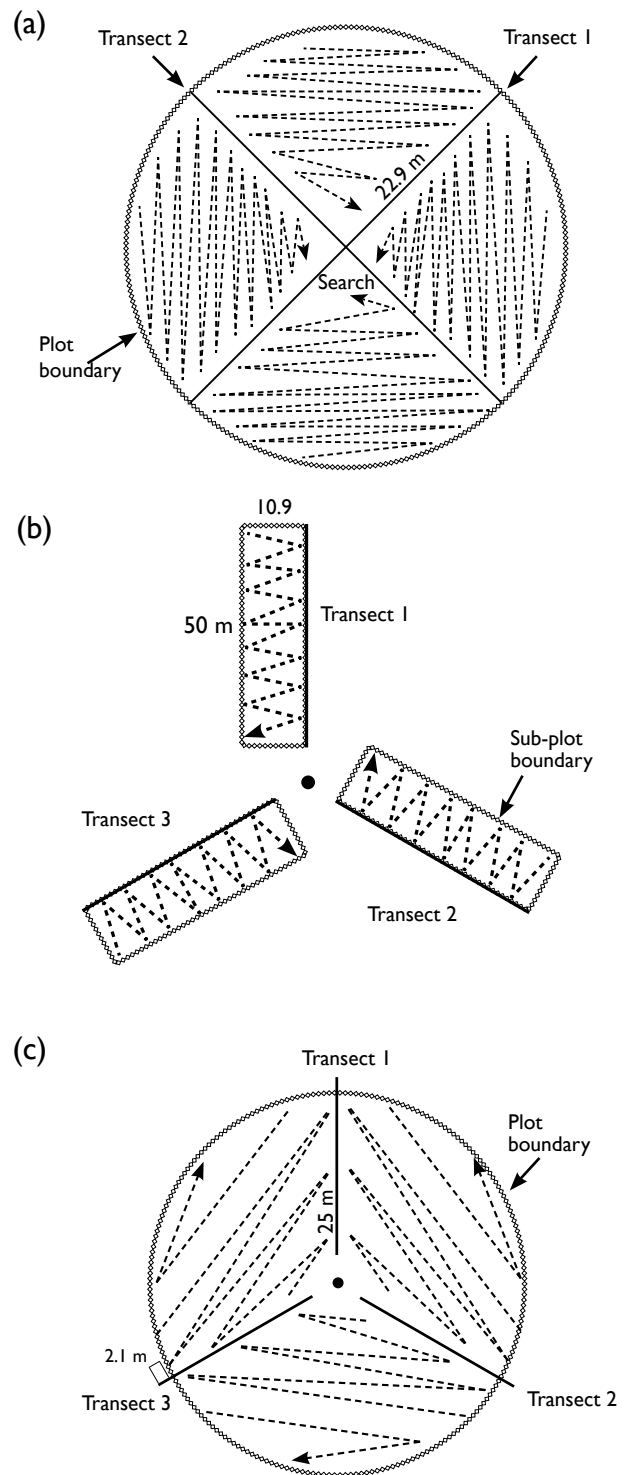 (a)
Transect 2
Transect 1
22.9 m
Search
Plot
boundary
(b)
10.9
50 m
Transect 1
Sub-plot
boundary
Transect 3
Transect 2
(c)
Transect 1
Plot
boundary
25 m
2.1 m
Transect 3
Transect 2